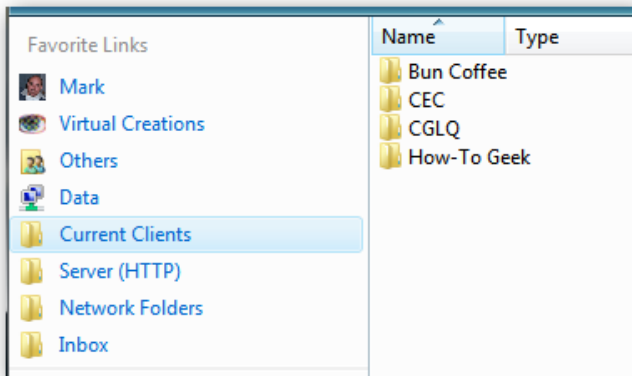 Favorite Links
Mark
Virtual Creations
Others
Data
Current Clients
Server (HTTP)
Network Folders
Inbox
Name Type
Bun Coffee
CEC
CGLQ
How-To Geek